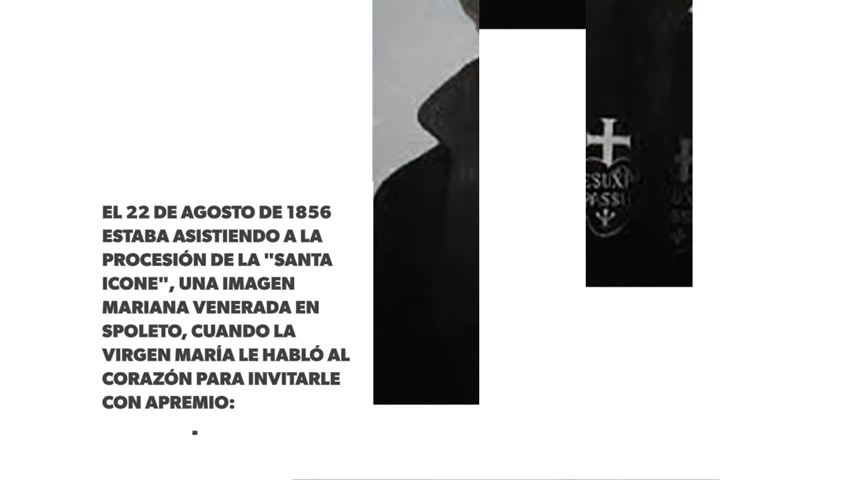 EL 22 DE AGOSTO DE 1856
ESTABA ASISTIENDO A LA
PROCESIÓN DE LA "SANTA
ICONE", UNA IMAGEN
MARIANA VENERADA EN
SPOLETO, CUANDO LA
VIRGEN MARÍA LE HABLÓ AL
CORAZÓN PARA INVITARLE
CON APREMIO: